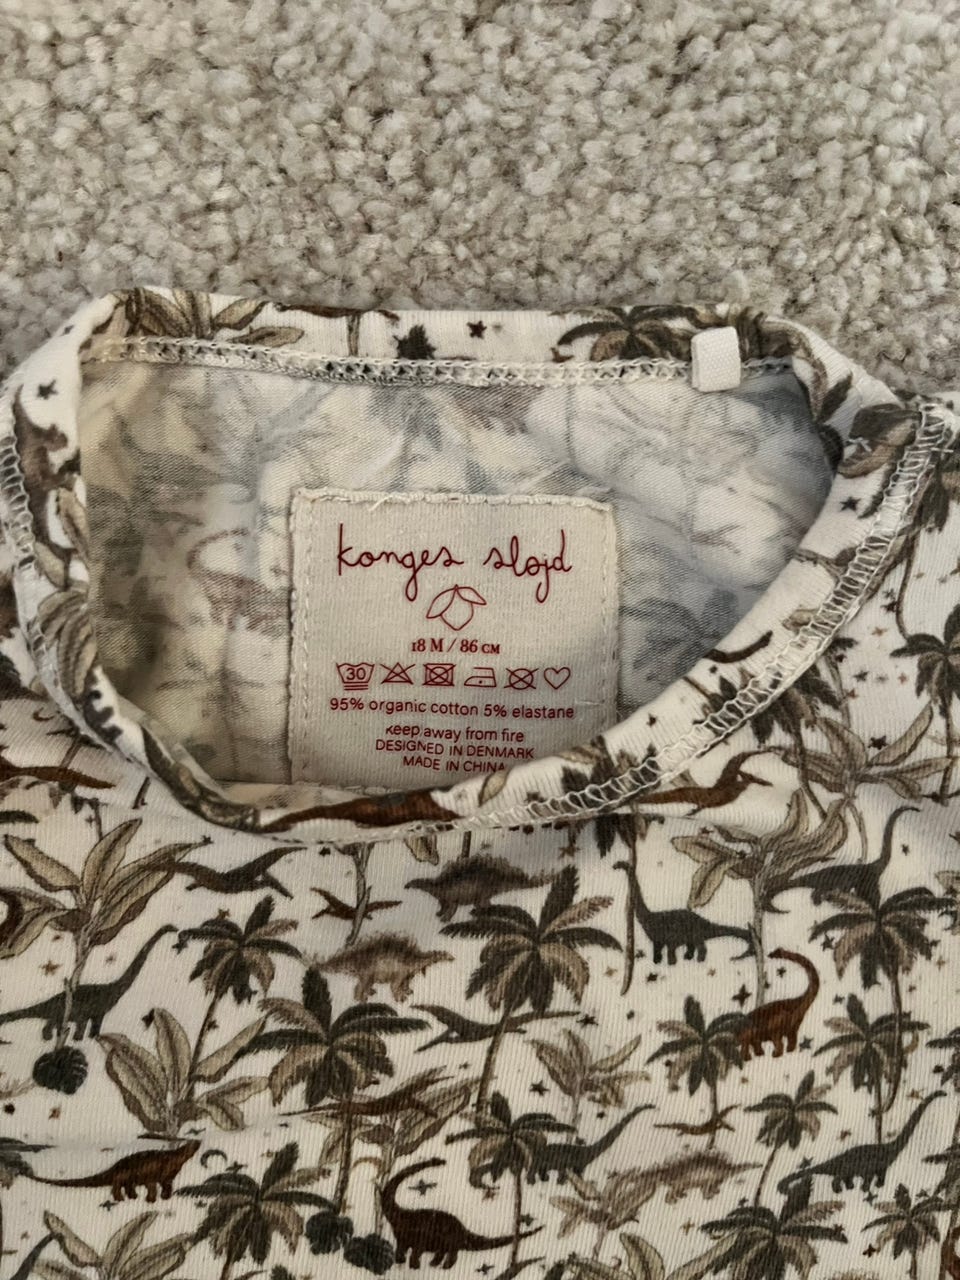 konges sløjd
18 M / 86 CM
30
95% organic cotton 5% elastane
keep away from fire
DESIGNED IN DENMARK
MADE IN CHINA